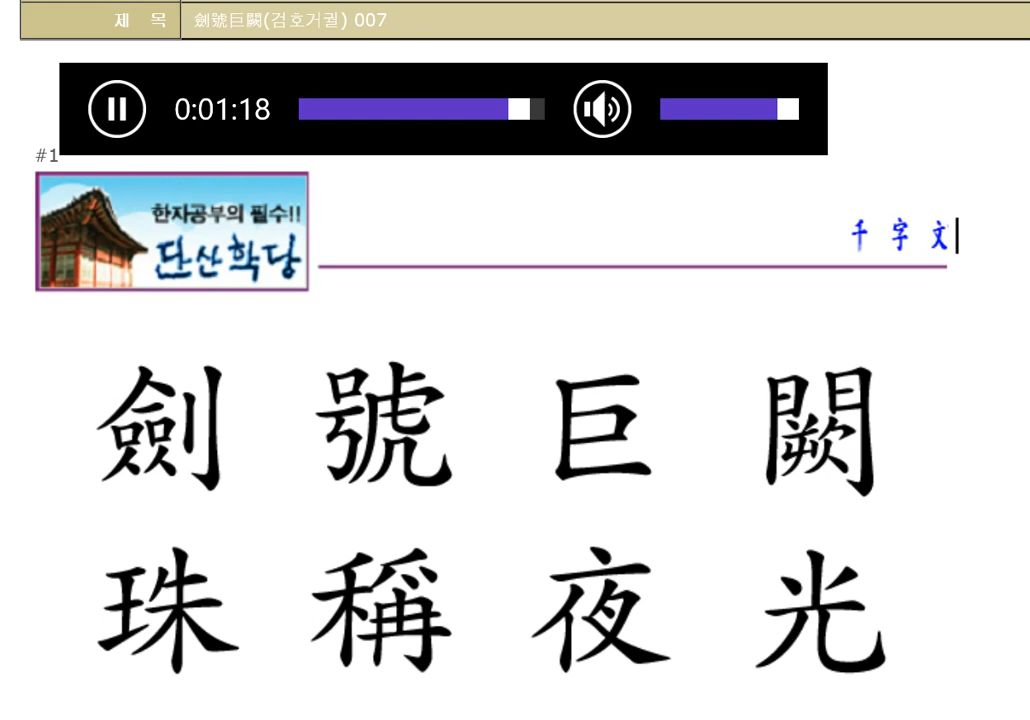 제 목 劍號巨闕(검호거궐) 007
0:01:18
#1
한자공부의 필수!!
단산학당
千字文
劍號巨闕
珠稱夜光